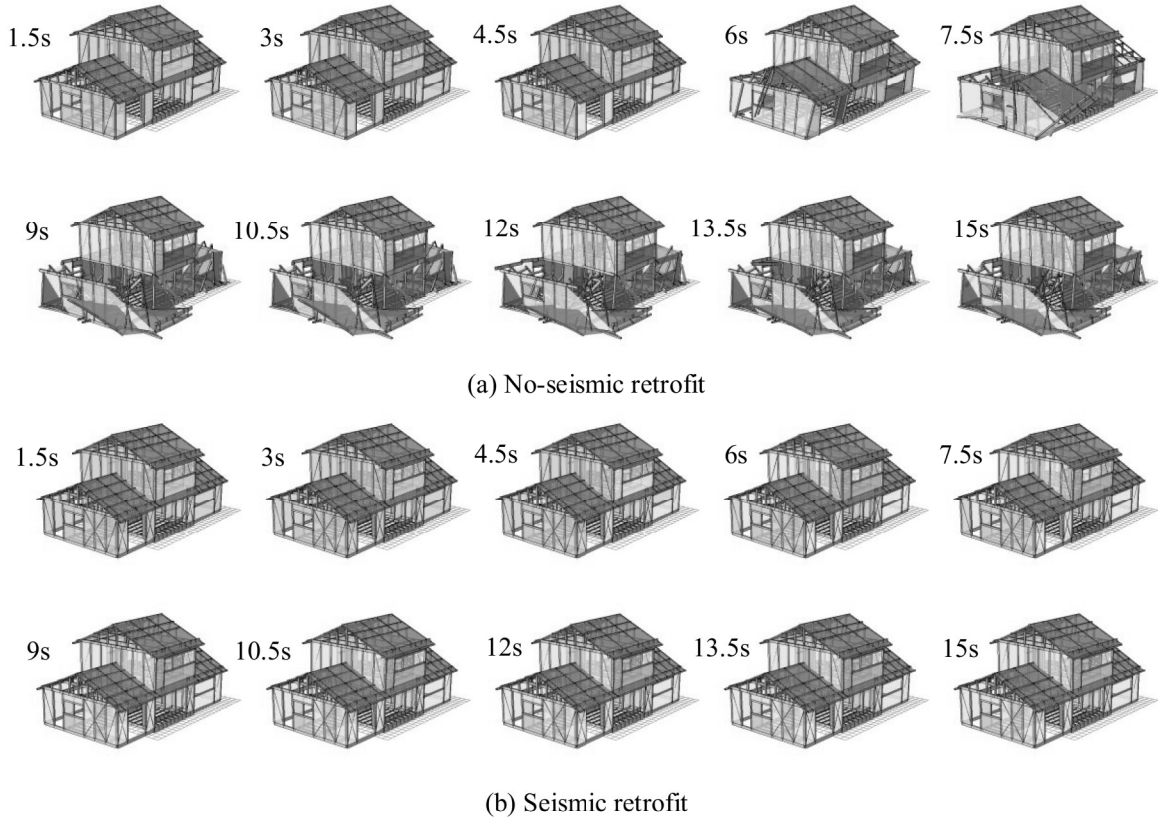 1.5s 3s 4.5s 6s 7.5s
9s 10.5s 12s 13.5s 15s
(a) No-seismic retrofit
1.5s 3s 4.5s 6s 7.5s
9s 10.5s 12s 13.5s 15s
(b) Seismic retrofit